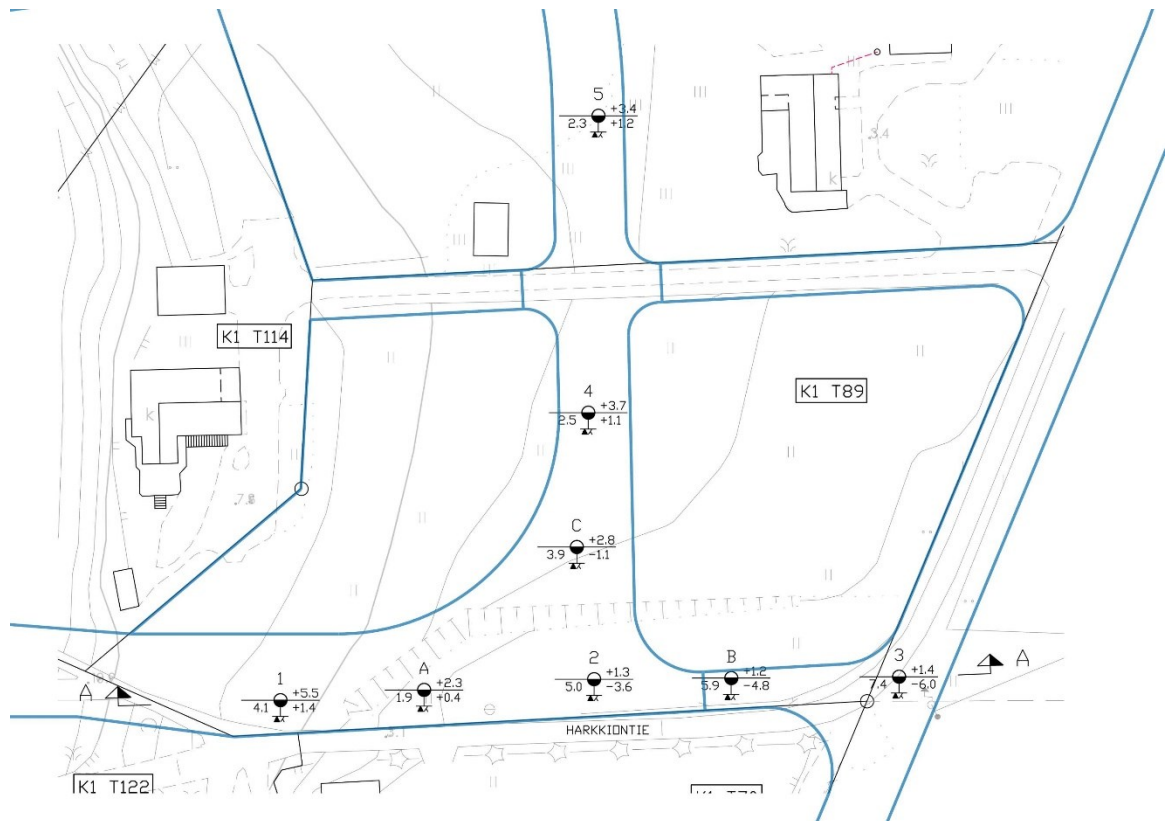 5
+3.4
2.3 +1.2
3.4
k
K1 T114
4
+3.7
2.5 +1.1
K1 T89
k
7.8
C
+2.8
3.9 -1.1
1
+5.5
4.1 +1.4
A
+2.3
1.9 +0.4
2
+1.3
5.0 -3.6
B
+1.2
5.9 -4.8
3
+1.4
7.4 -6.0
A
A
HARKKIONTIE
K1 T122